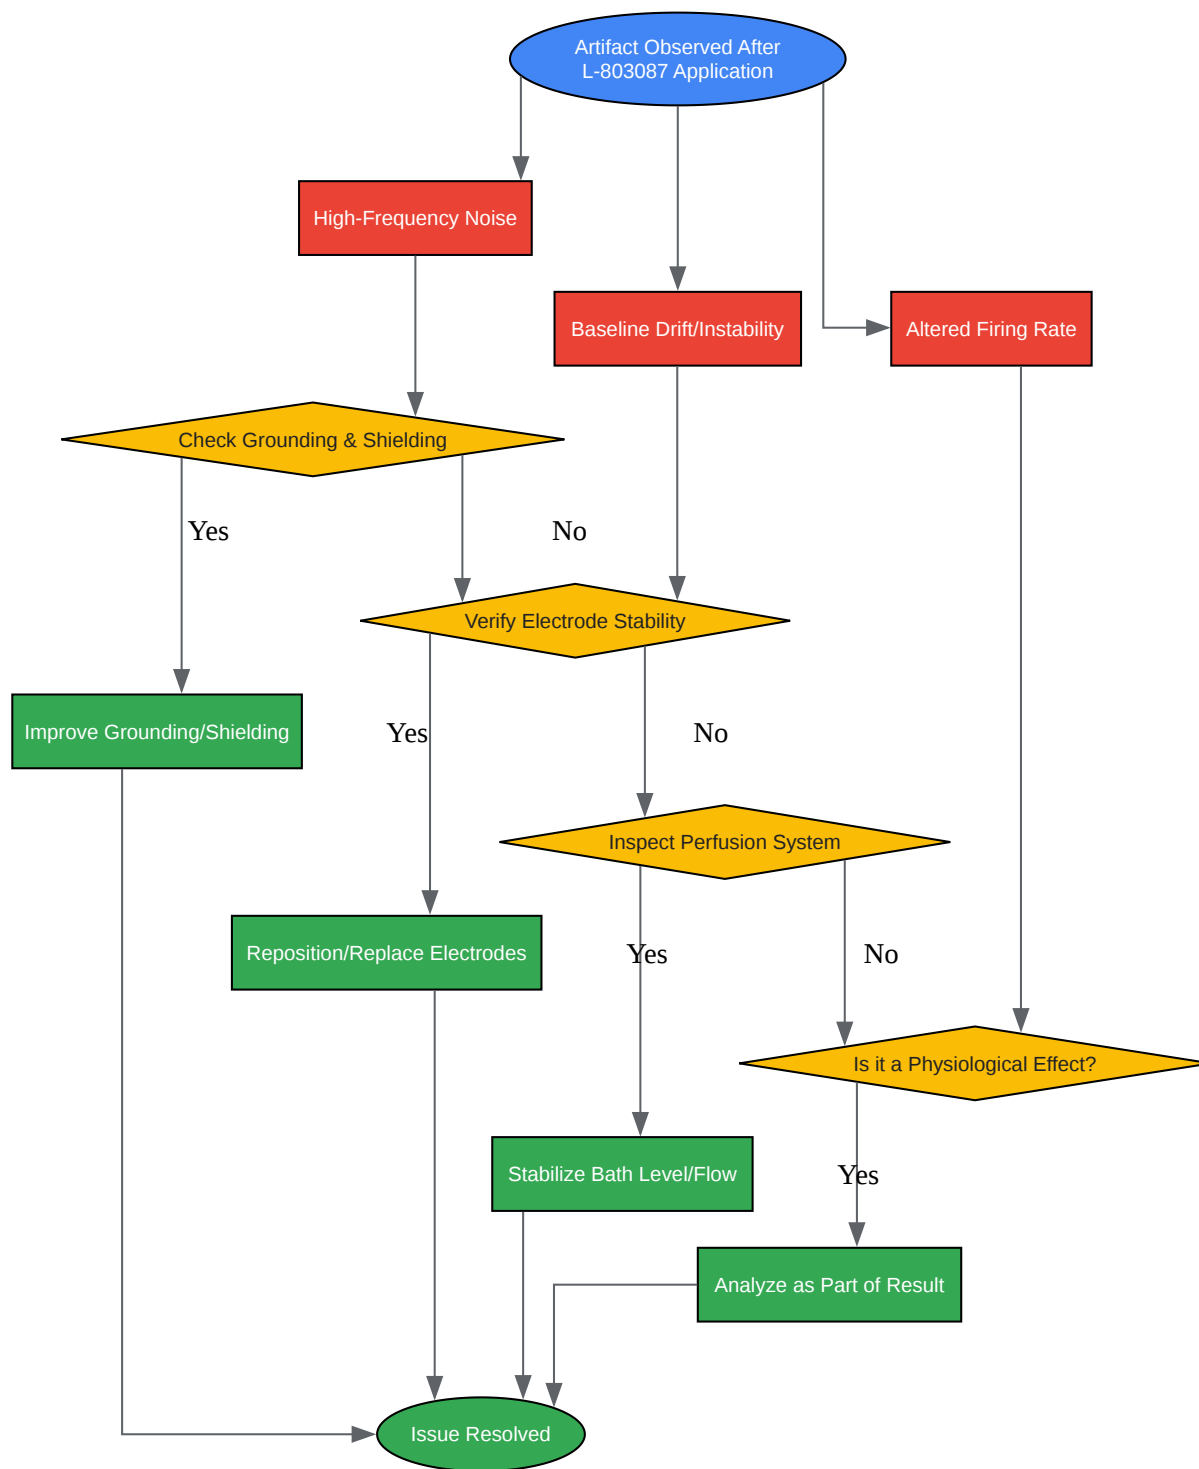 Artifact Observed After
L-803087 Application
High-Frequency Noise
Baseline Drift/Instability
Altered Firing Rate
Check Grounding & Shielding
Yes
No
Verify Electrode Stability
Improve Grounding/Shielding
Yes
No
Inspect Perfusion System
Reposition/Replace Electrodes
Yes
No
Is it a Physiological Effect?
Stabilize Bath Level/Flow
Yes
Analyze as Part of Result
Issue Resolved